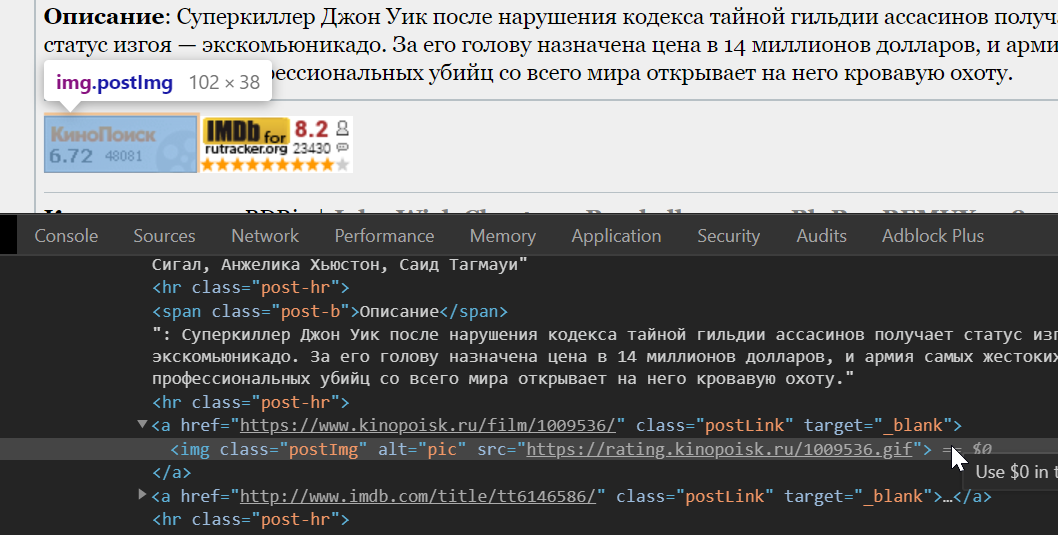 Описание: Суперкиллер Джон Уик после нарушения кодекса тайной гильдии ассасинов получа
статус изгоя — экскомьюникадо. За его голову назначена цена в 14 миллионов долларов, и арми
фессиональных убийц со всего мира открывает на него кровавую охоту.
img.postImg 102 × 38
КиноПоиск
6.72 48081
IMDb for 8.2
rutracker.org 23430
Console Sources Network Performance Memory Application Security Audits Adblock Plus
Сигал, Анжелика Хьюстон, Саид Тагмауи"
<hr class="post-hr">
<span class="post-b">Описание</span>
": Суперкиллер Джон Уик после нарушения кодекса тайной гильдии ассасинов получает статус изг
экскомьюникадо. За его голову назначена цена в 14 миллионов долларов, и армия самых жестоких
профессиональных убийц со всего мира открывает на него кровавую охоту."
<hr class="post-hr">
<a href="https://www.kinopoisk.ru/film/1009536/" class="postLink" target="_blank">
<img class="postImg" alt="pic" src="https://rating.kinopoisk.ru/1009536.gif"> == $0
Use $0 in t
</a>
<a href="http://www.imdb.com/title/tt6146586/" class="postLink" target="_blank">…</a>
<hr class="post-hr">